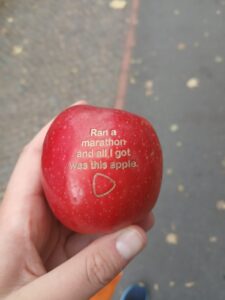 Ran a
marathon
and all I got
was this apple